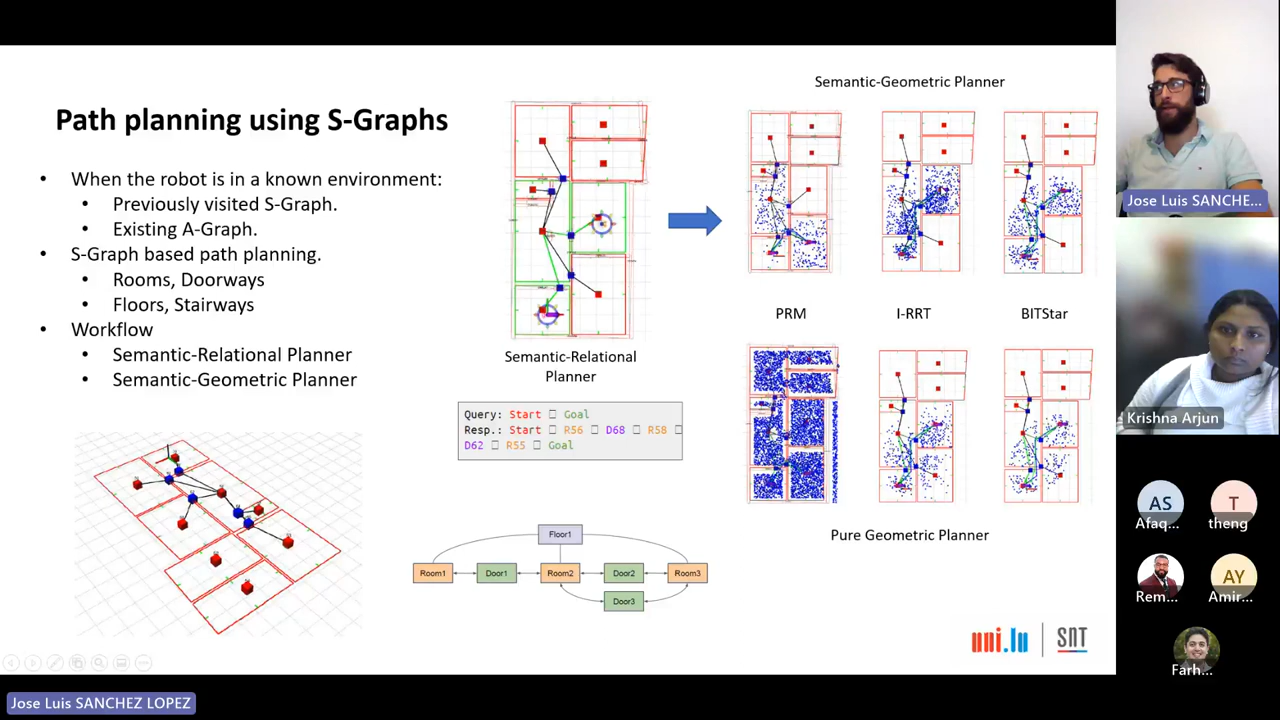 Path planning using S-Graphs
• When the robot is in a known environment:
• Previously visited S-Graph.
• Existing A-Graph.
• S-Graph based path planning.
• Rooms, Doorways
• Floors, Stairways
• Workflow
• Semantic-Relational Planner
• Semantic-Geometric Planner
Semantic-Relational
Planner
Query: Start □ Goal
Resp.: Start □ R56 □ D68 □ R58 □
D62 □ R55 □ Goal
Floor1
Room1
Door1
Room2
Door2
Room3
Door3
Semantic-Geometric Planner
PRM
I-RRT
BITStar
Pure Geometric Planner
uni.lu
SNT
Jose Luis SANCHE...
Krishna Arjun
AS
Afaq...
T
theng
Rem...
AY
Amir...
Farh...
Jose Luis SANCHEZ LOPEZ